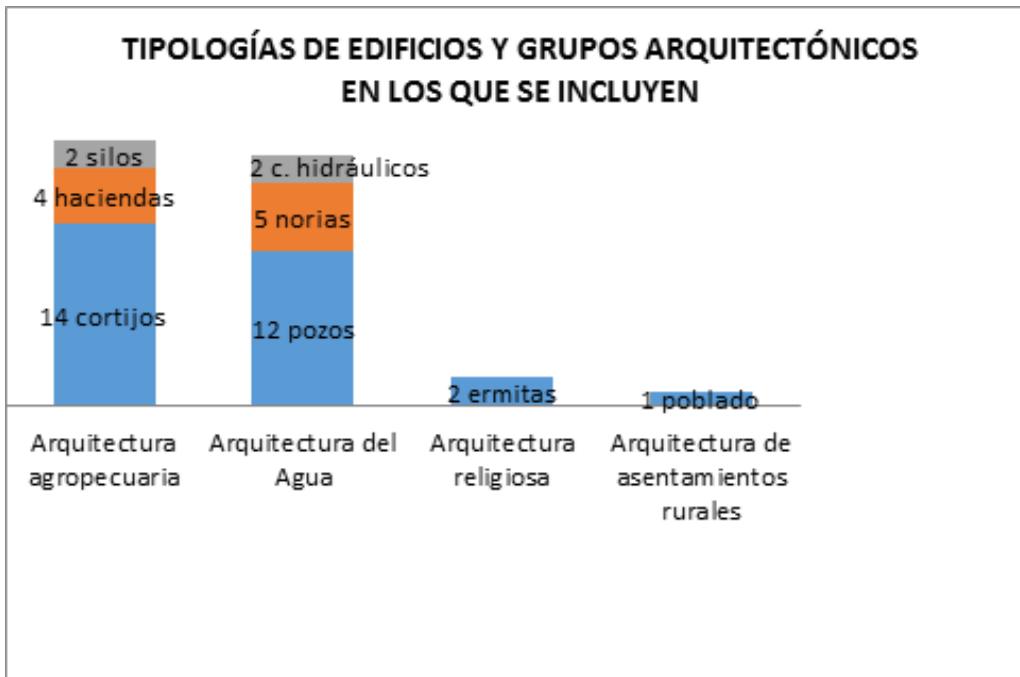 TIPOLOGÍAS DE EDIFICIOS Y GRUPOS ARQUITECTÓNICOS
EN LOS QUE SE INCLUYEN
2 silos
4 haciendas
14 cortijos
2 c. hidráulicos
5 norias
12 pozos
2 ermitas
1 poblado
Arquitectura
agropecuaria
Arquitectura del
Agua
Arquitectura
religiosa
Arquitectura de
asentamientos
rurales